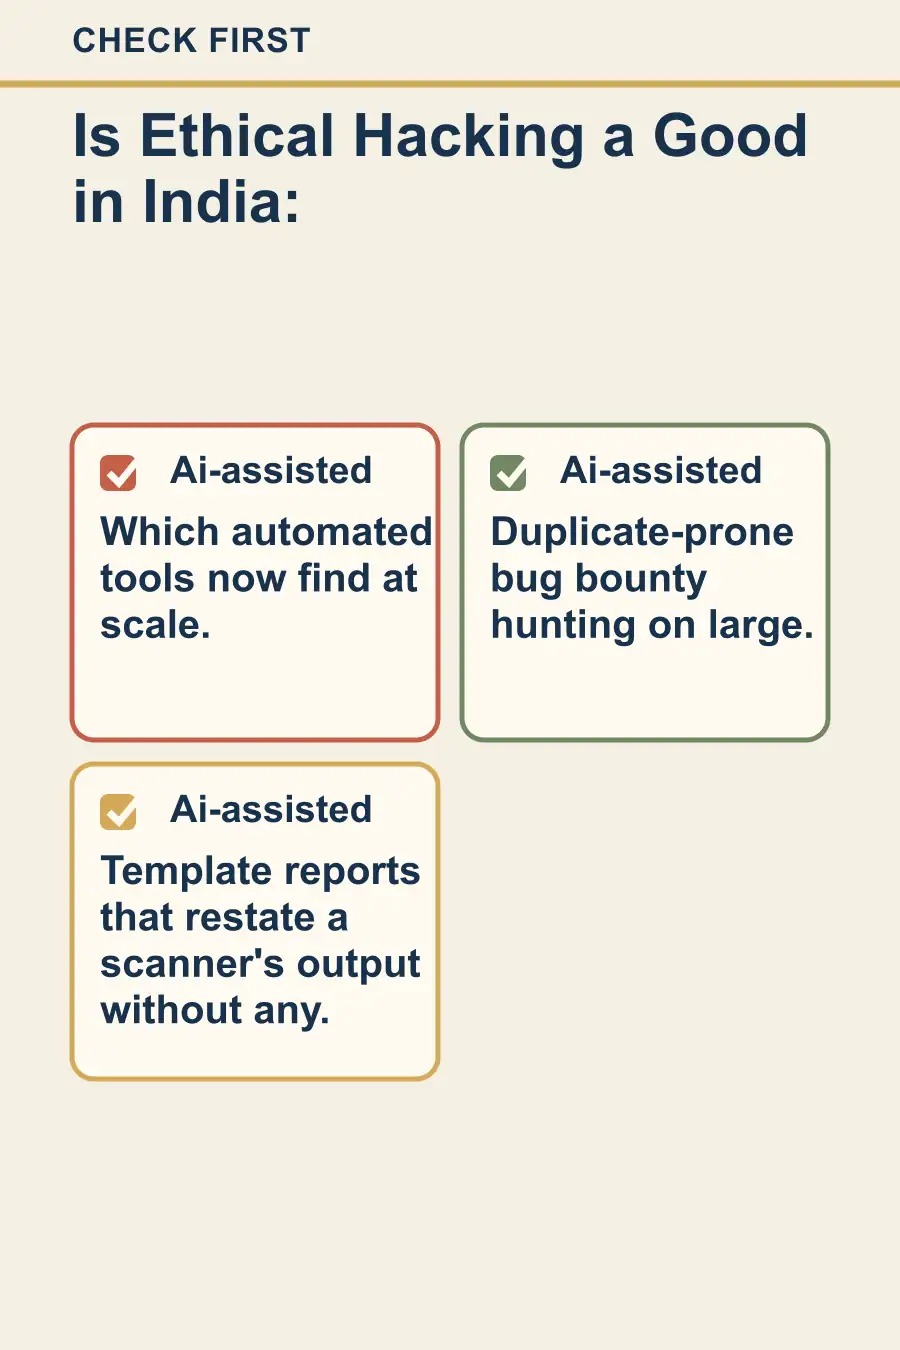 CHECK FIRST
Is Ethical Hacking a Good
in India:
Ai-assisted
Which automated
tools now find at
scale.
Ai-assisted
Duplicate-prone
bug bounty
hunting on large.
Ai-assisted
Template reports
that restate a
scanner's output
without any.